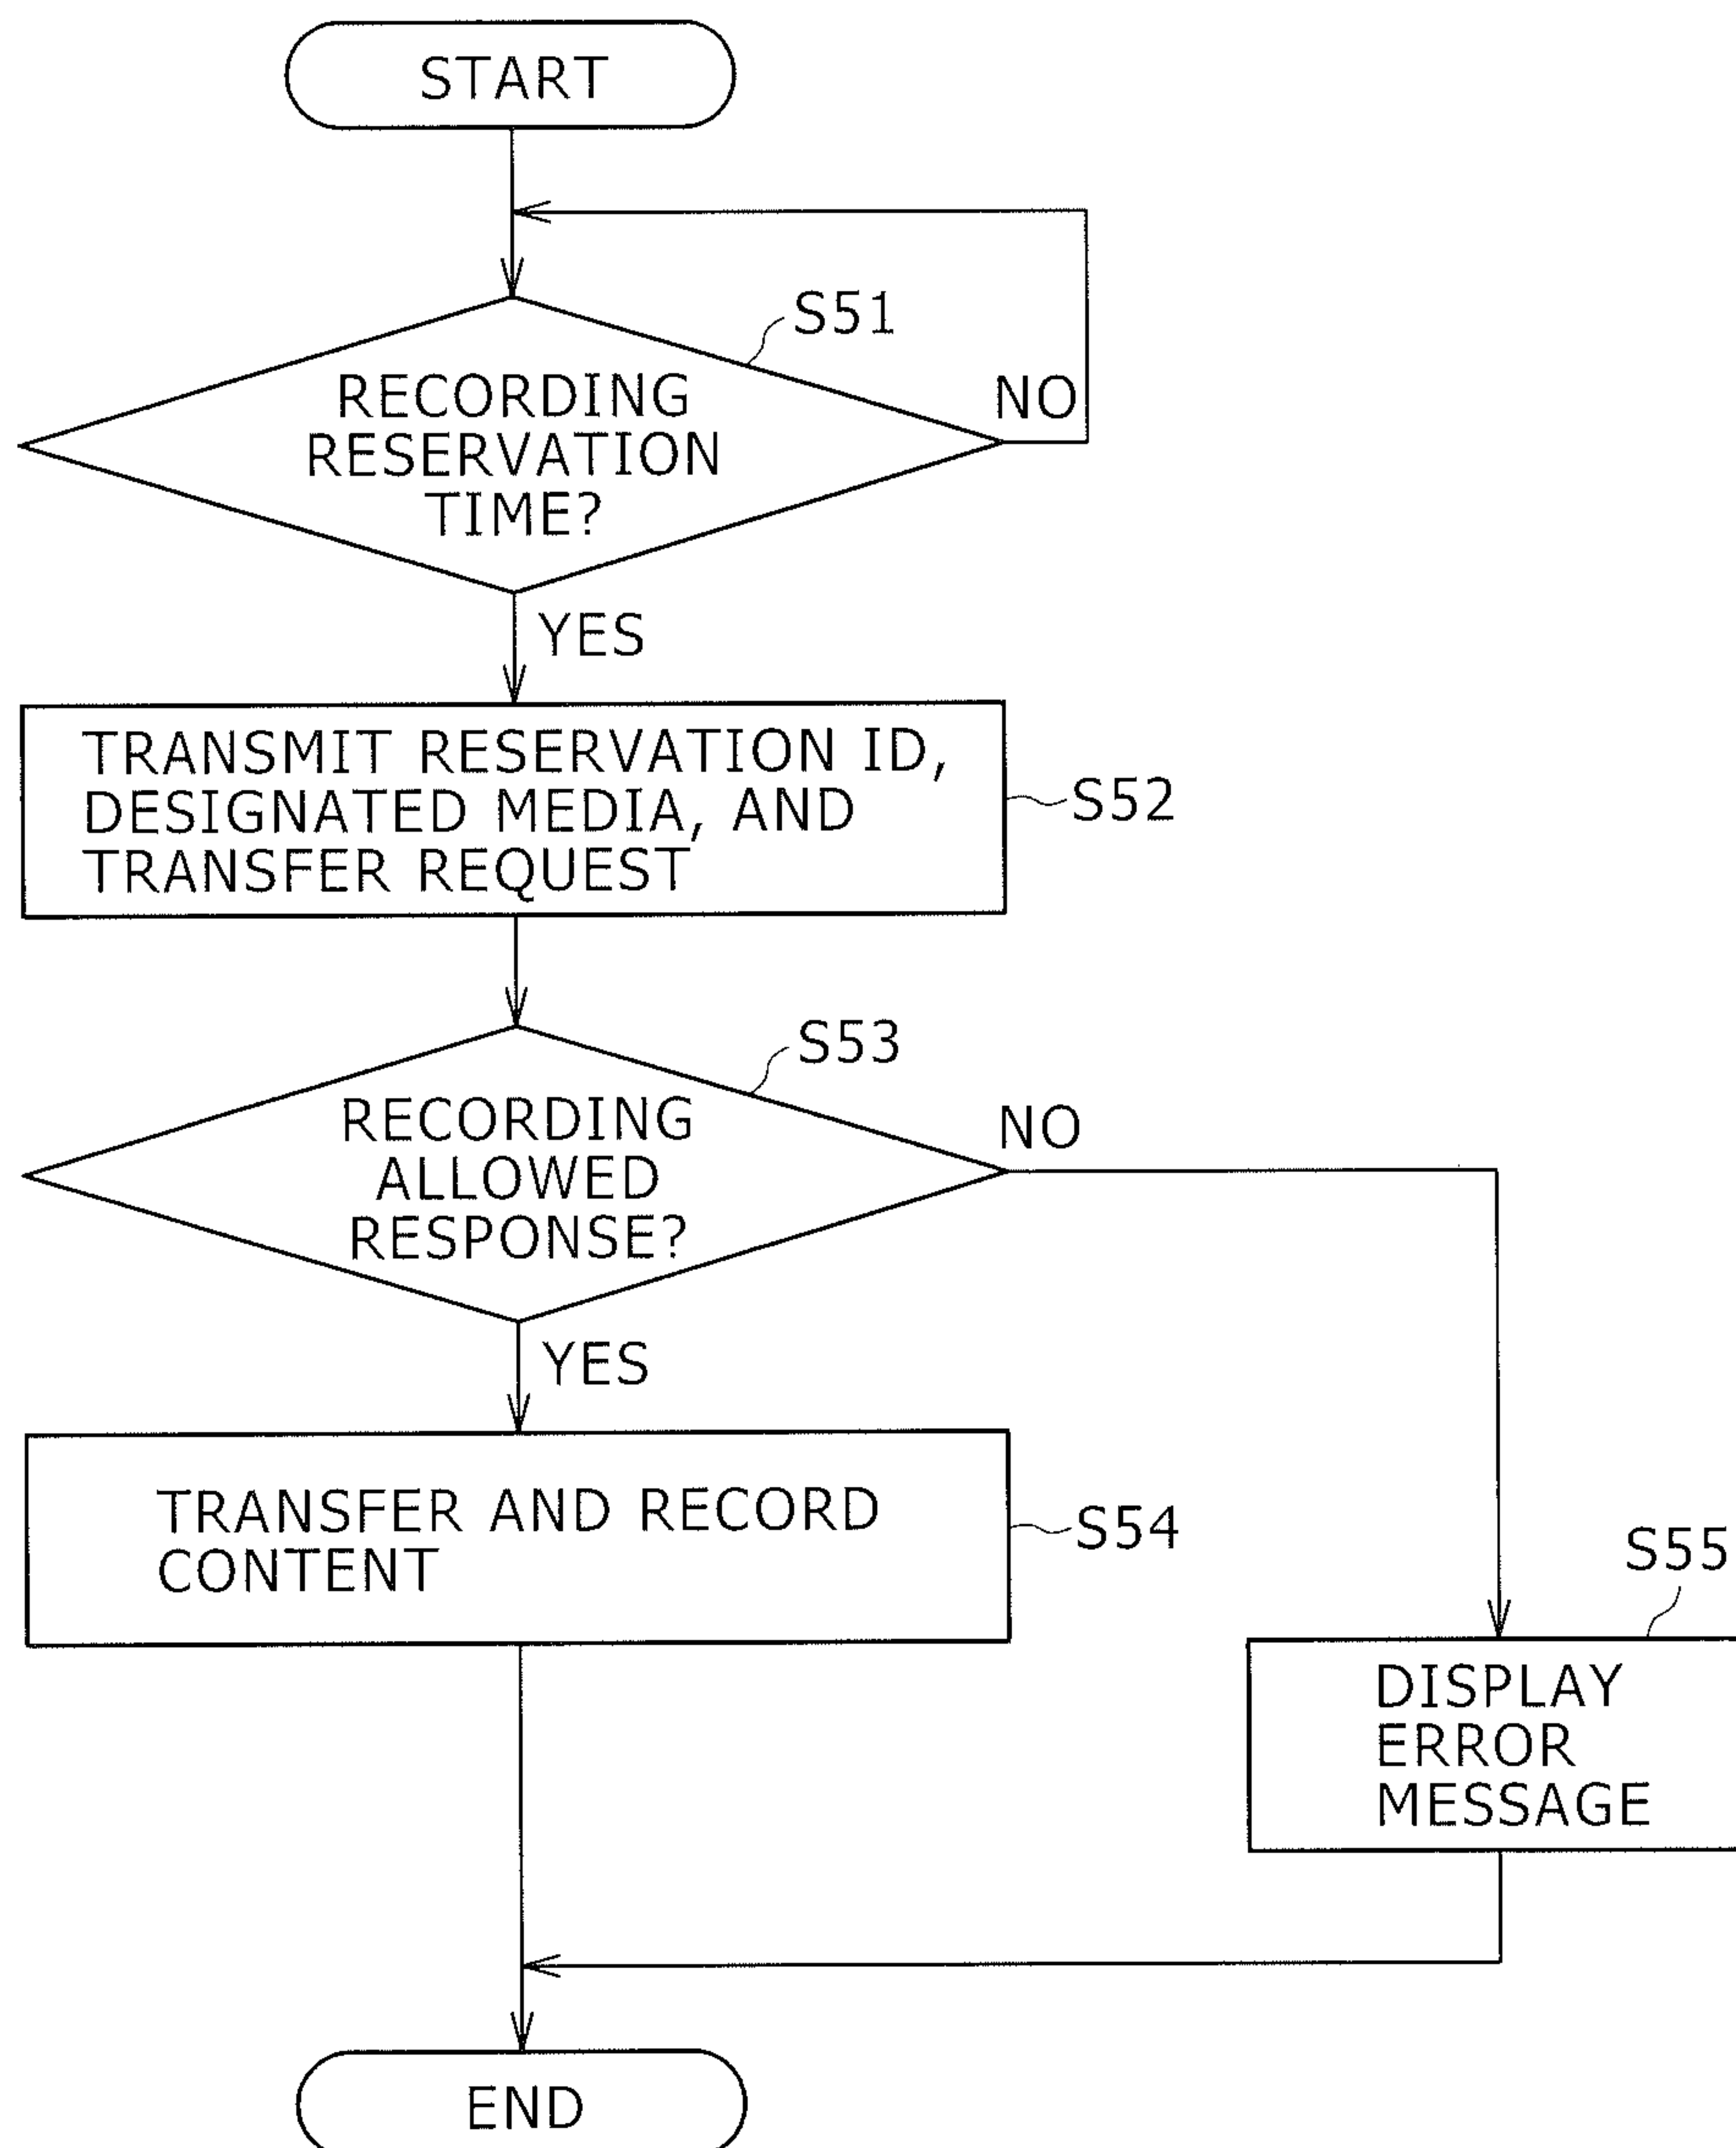 START
S51
RECORDING
RESERVATION
TIME?
NO
YES
TRANSMIT RESERVATION ID,
DESIGNATED MEDIA, AND
TRANSFER REQUEST
S52
S53
RECORDING
ALLOWED
RESPONSE?
NO
YES
TRANSFER AND RECORD
CONTENT
S54
S55
DISPLAY
ERROR
MESSAGE
END